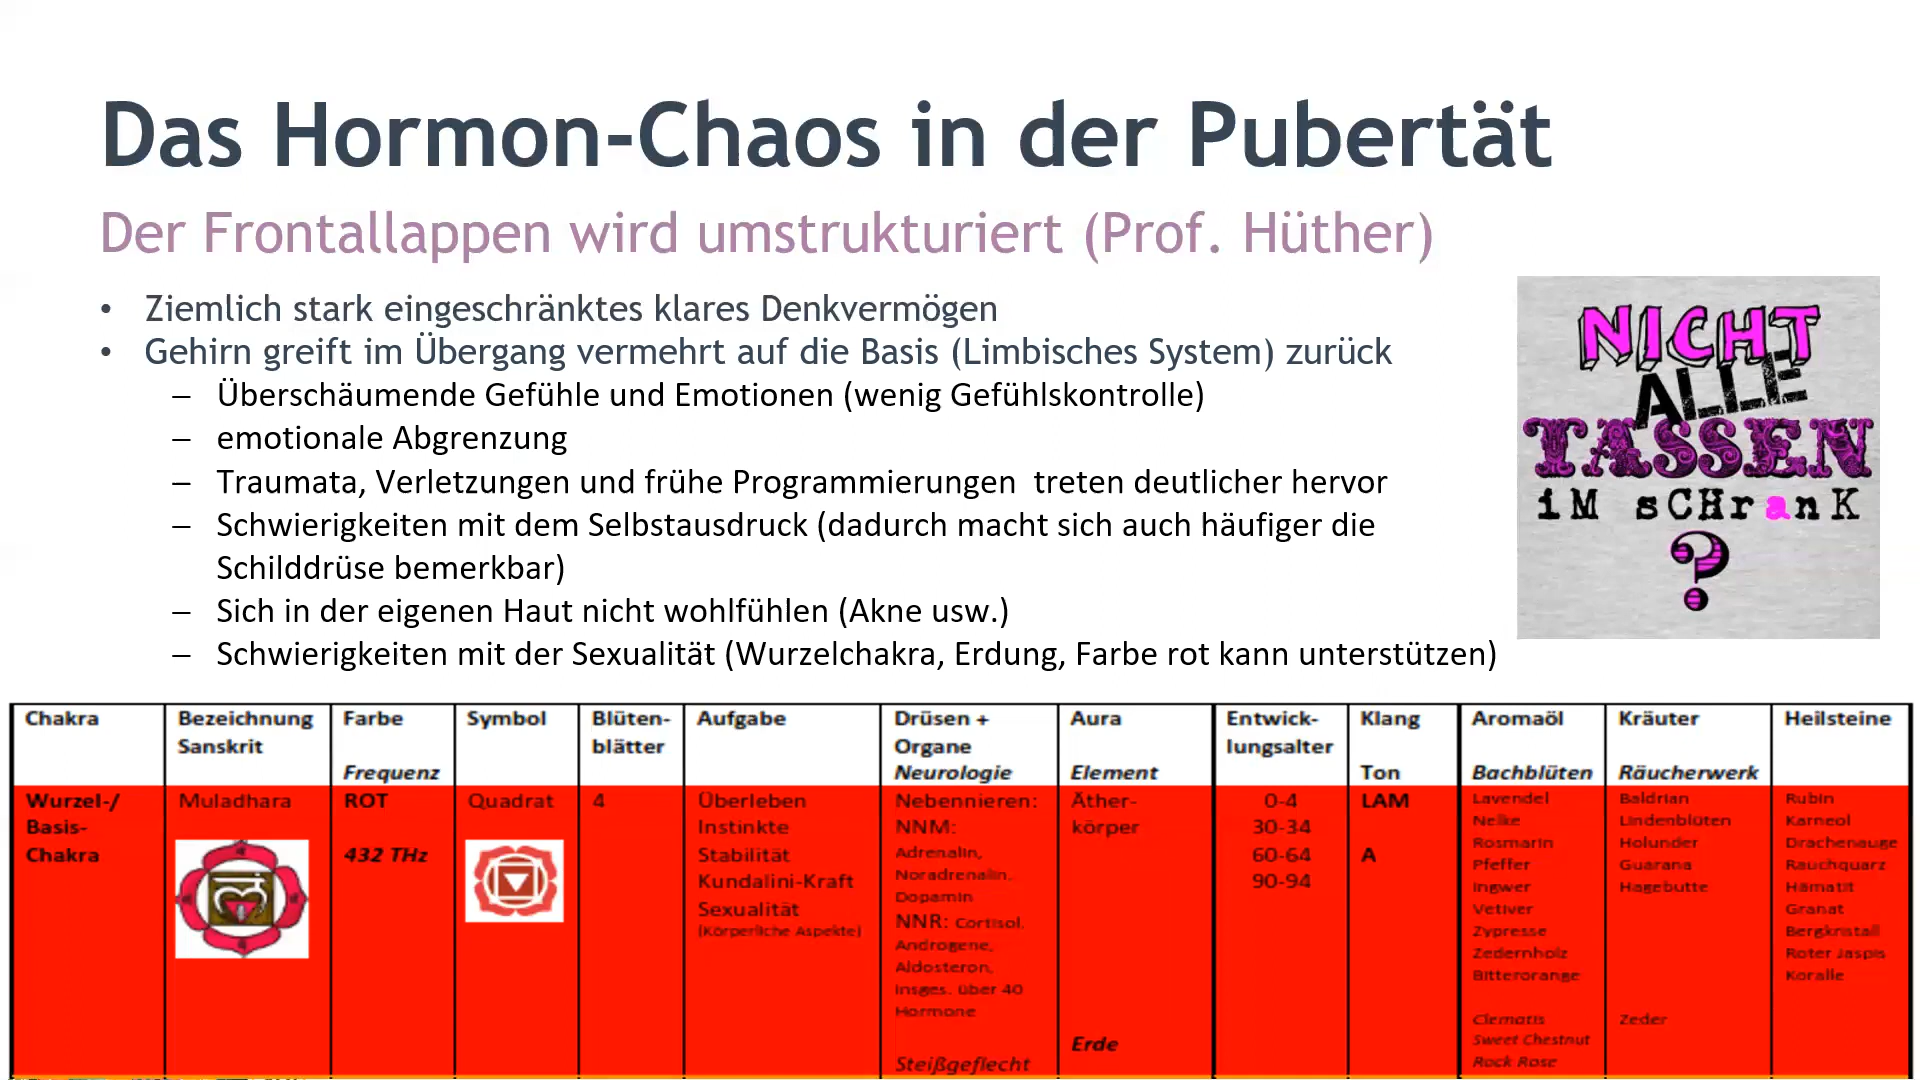 Das Hormon-Chaos in der Pubertät
Der Frontallappen wird umstrukturiert (Prof. Hüther)
• Ziemlich stark eingeschränktes klares Denkvermögen
• Gehirn greift im Übergang vermehrt auf die Basis (Limbisches System) zurück
– Überschäumende Gefühle und Emotionen (wenig Gefühlskontrolle)
– emotionale Abgrenzung
– Traumata, Verletzungen und frühe Programmierungen treten deutlicher hervor
– Schwierigkeiten mit dem Selbstausdruck (dadurch macht sich auch häufiger die
Schilddrüse bemerkbar)
– Sich in der eigenen Haut nicht wohlfühlen (Akne usw.)
– Schwierigkeiten mit der Sexualität (Wurzelchakra, Erdung, Farbe rot kann unterstützen)
NICHT
ALLE
TASSEN
iM sCHranK
?
Chakra
Bezeichnung
Sanskrit
Farbe
Frequenz
Symbol
Blüten-
blätter
Aufgabe
Drüsen +
Organe
Neurologie
Aura
Element
Entwick-
lungsalter
Klang
Ton
Aromaöl
Bachblüten
Kräuter
Räucherwerk
Heilsteine
Wurzel-/
Basis-
Chakra
Muladhara
ROT
432 THz
Quadrat
4
Überleben
Instinkte
Stabilität
Kundalini-Kraft
Sexualität
(Körperliche Aspekte)
Nebennieren:
NNM:
Adrenalin,
Noradrenalin.
Dopamin
NNR: Cortisol,
Androgene,
Aldosteron,
insges. über 40
Hormone
Steißgeflecht
Äther-
körper
Erde
0-4
30-34
60-64
90-94
LAM
A
Lavendel
Nelke
Rosmarin
Pfeffer
Ingwer
Vetiver
Zypresse
Zedernholz
Bitterorange
Clematis
Sweet Chestnut
Rock Rose
Baldrian
Lindenblüten
Holunder
Guarana
Hagebutte
Zeder
Rubin
Karneol
Drachenauge
Rauchquarz
Hämatit
Granat
Bergkristall
Roter Jaspis
Koralle